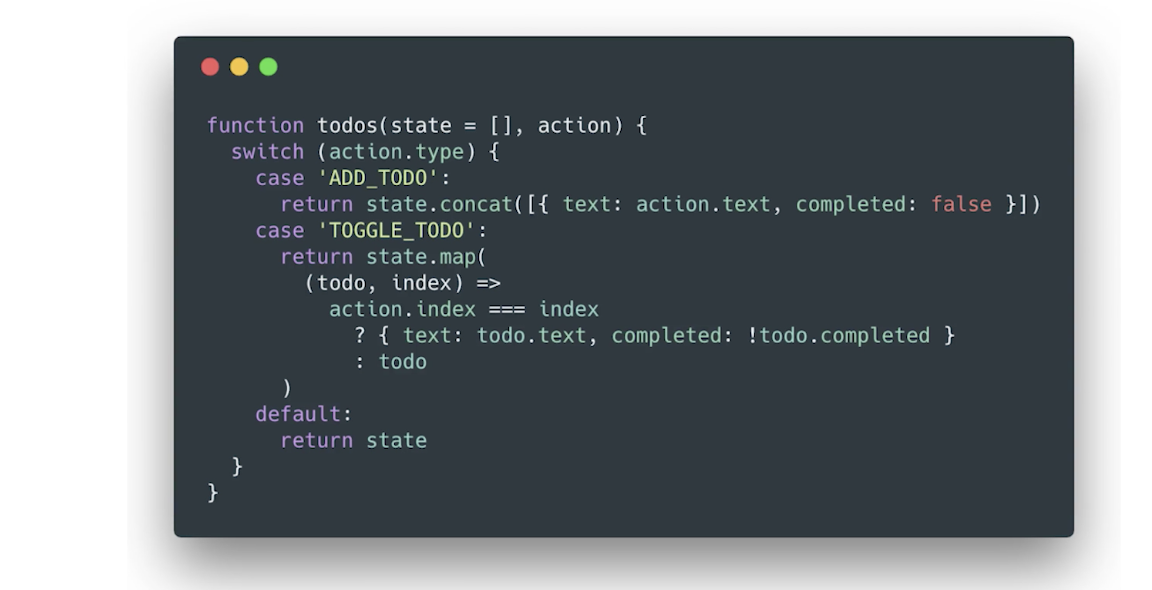 function todos(state = [], action) {
  switch (action.type) {
    case 'ADD_TODO':
      return state.concat([{ text: action.text, completed: false }])
    case 'TOGGLE_TODO':
      return state.map(
        (todo, index) =>
          action.index === index
            ? { text: todo.text, completed: !todo.completed }
            : todo
      )
    default:
      return state
  }
}